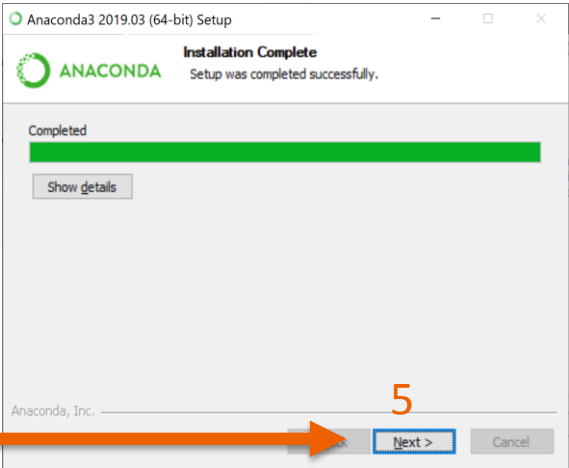 Anaconda3 2019.03 (64-bit) Setup
ANACONDA
Installation Complete
Setup was completed successfully.
Completed
Show details
Anaconda, Inc.
5
Next >
Cancel